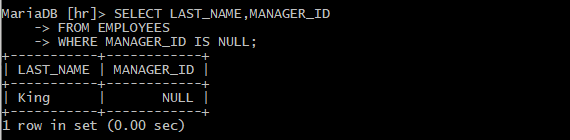 MariaDB [hr]> SELECT LAST_NAME,MANAGER_ID
    -> FROM EMPLOYEES
    -> WHERE MANAGER_ID IS NULL;
+-----------+------------+
| LAST_NAME | MANAGER_ID |
+-----------+------------+
| King      |       NULL |
+-----------+------------+
1 row in set (0.00 sec)